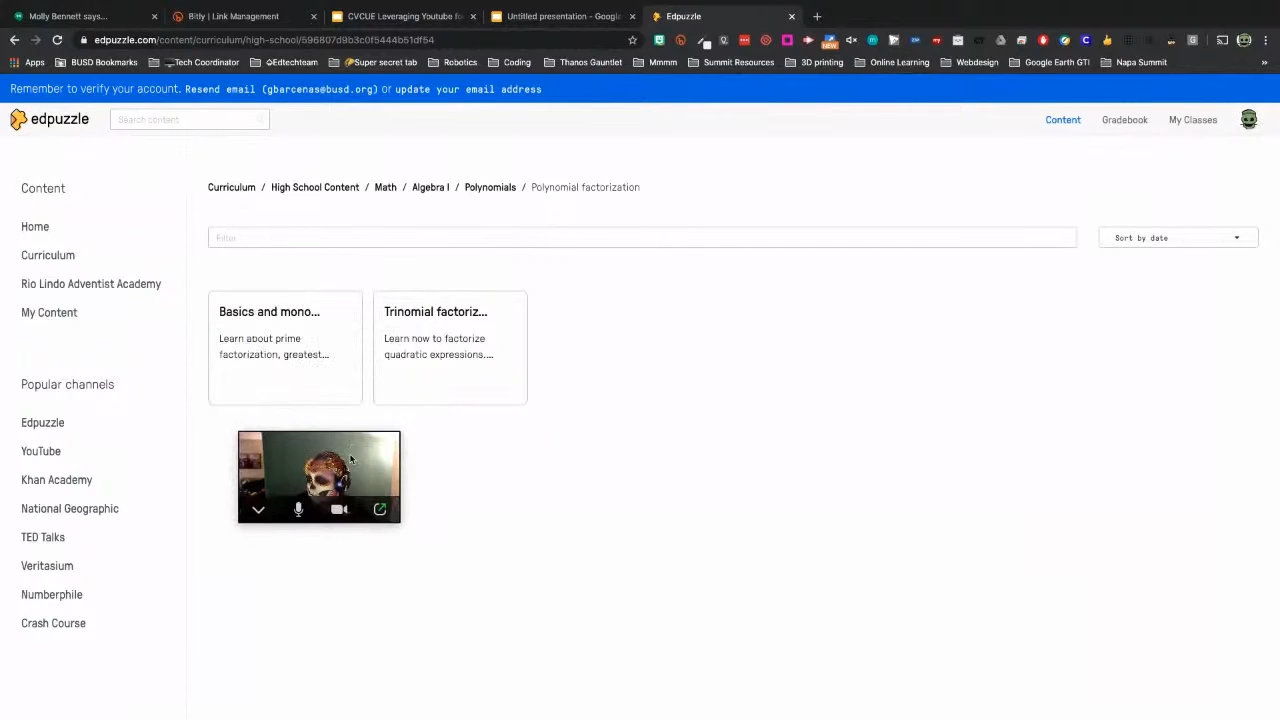 Molly Bennett says...
Bitly | Link Management
CVCUE Leveraging Youtube fo
Untitled presentation - Google
Edpuzzle
edpuzzle.com/content/curriculum/high-school/596807d9b3c0f5444b51df54
Apps
BUSD Bookmarks
Tech Coordinator
Edtechteam
Super secret tab
Robotics
Coding
Thanos Gauntlet
Mmmm
Summit Resources
3D printing
Online Learning
Webdesign
Google Earth GTI
Napa Summit
Remember to verify your account. Resend email (gbarcenas@busd.org) or update your email address
edpuzzle
Search content
Content
Gradebook
My Classes
Content
Home
Curriculum
Rio Lindo Adventist Academy
My Content
Popular channels
Edpuzzle
YouTube
Khan Academy
National Geographic
TED Talks
Veritasium
Numberphile
Crash Course
Curriculum / High School Content / Math / Algebra I / Polynomials / Polynomial factorization
Filter
Sort by date
Basics and mono...
Learn about prime
factorization, greatest...
Trinomial factoriz...
Learn how to factorize
quadratic expressions....